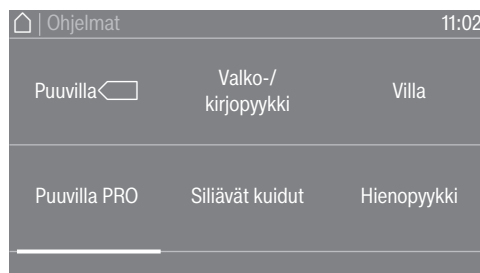 | Ohjelmat 11:02
Puuvilla
Valko-/
kirjopyykki
Villa
Puuvilla PRO
Siliävät kuidut
Hienopyykki